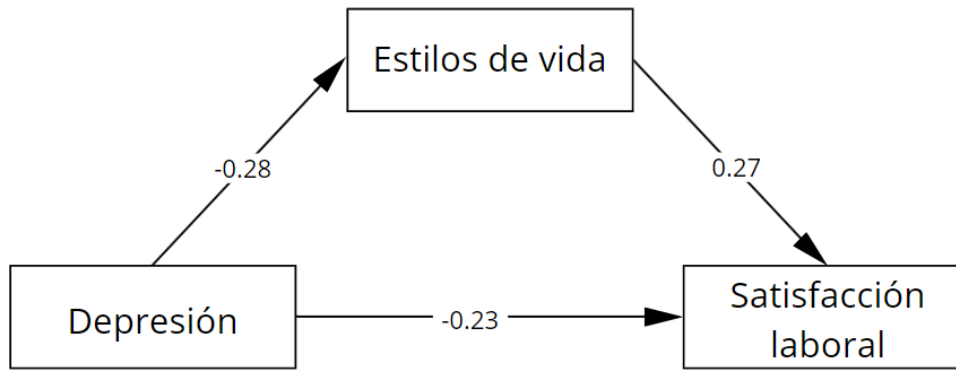 Estilos de vida
-0.28
0.27
Depresión
-0.23
Satisfacción
laboral